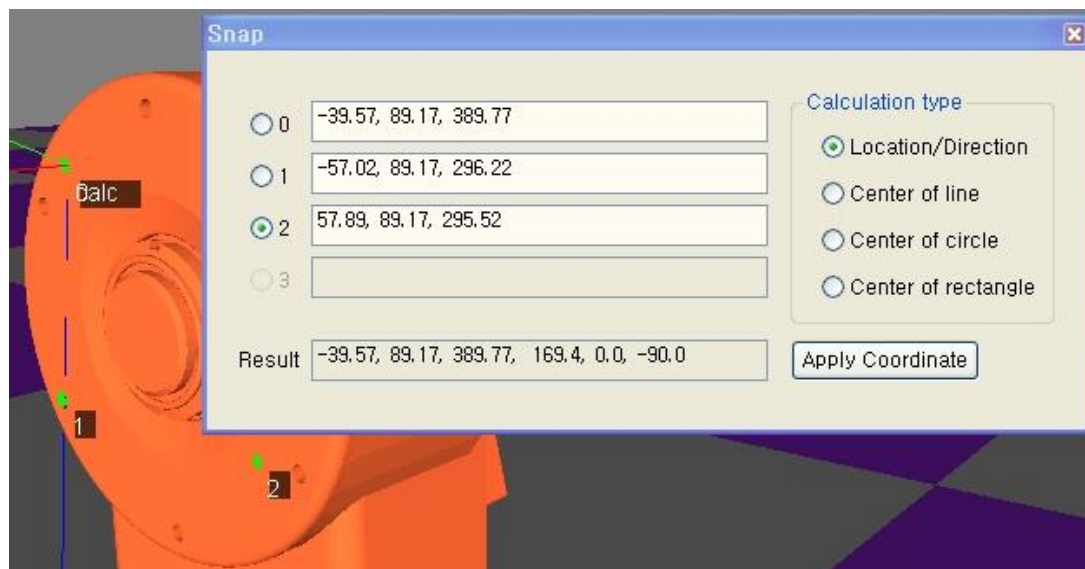 Snap
0 -39.57, 89.17, 389.77
1 -57.02, 89.17, 296.22
2 57.89, 89.17, 295.52
3
Result -39.57, 89.17, 389.77, 169.4, 0.0, -90.0
Calculation type
Location/Direction
Center of line
Center of circle
Center of rectangle
Apply Coordinate
1
2